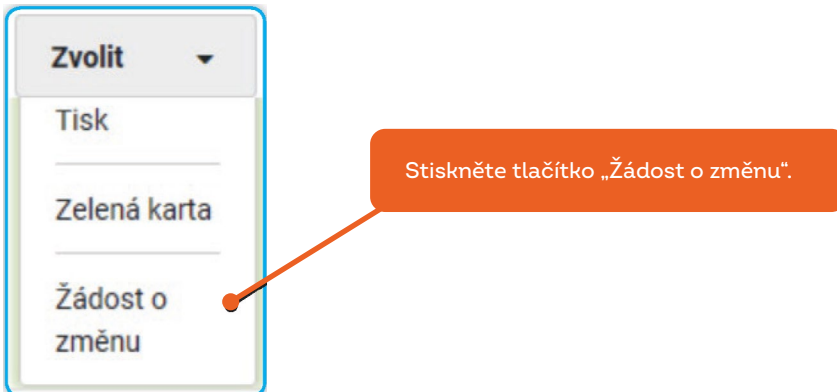 Zvolit
Tisk
Stiskněte tlačítko „Žádost o změnu“.
Zelená karta
Žádost o
změnu